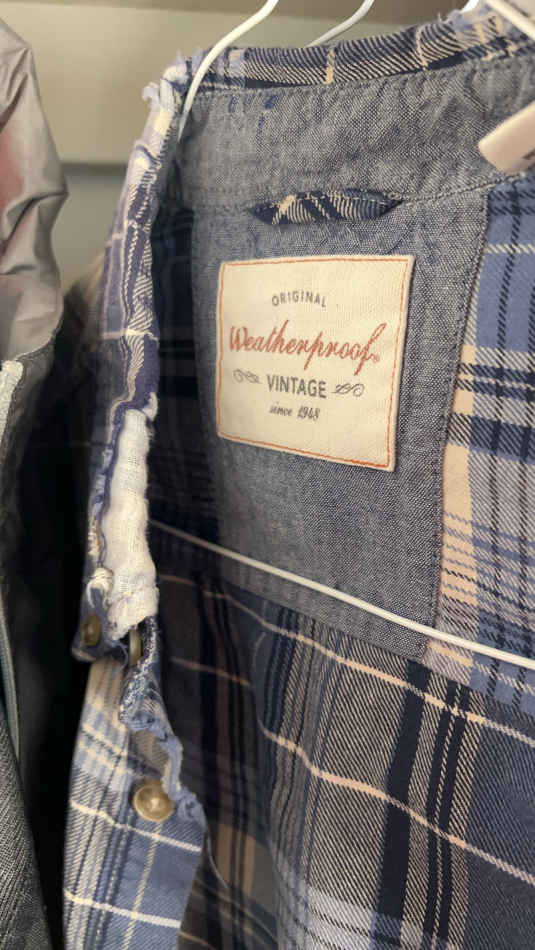 ORIGINAL
Weatherproof®
VINTAGE
since 1948